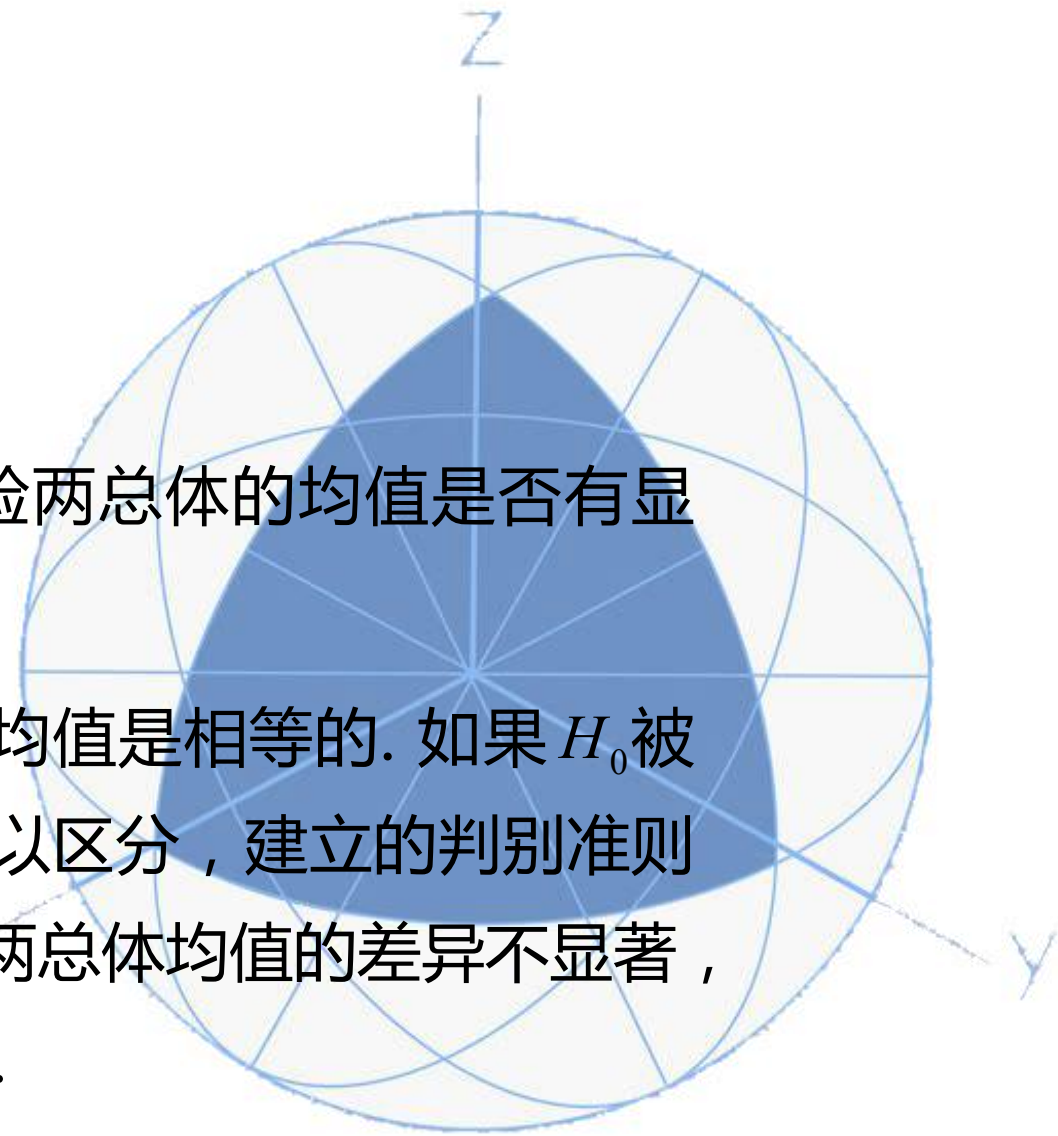 Z
验两总体的均值是否有显
均值是相等的. 如果 H₀ 被
以区分，建立的判别准则
两总体均值的差异不显著，
.
Y